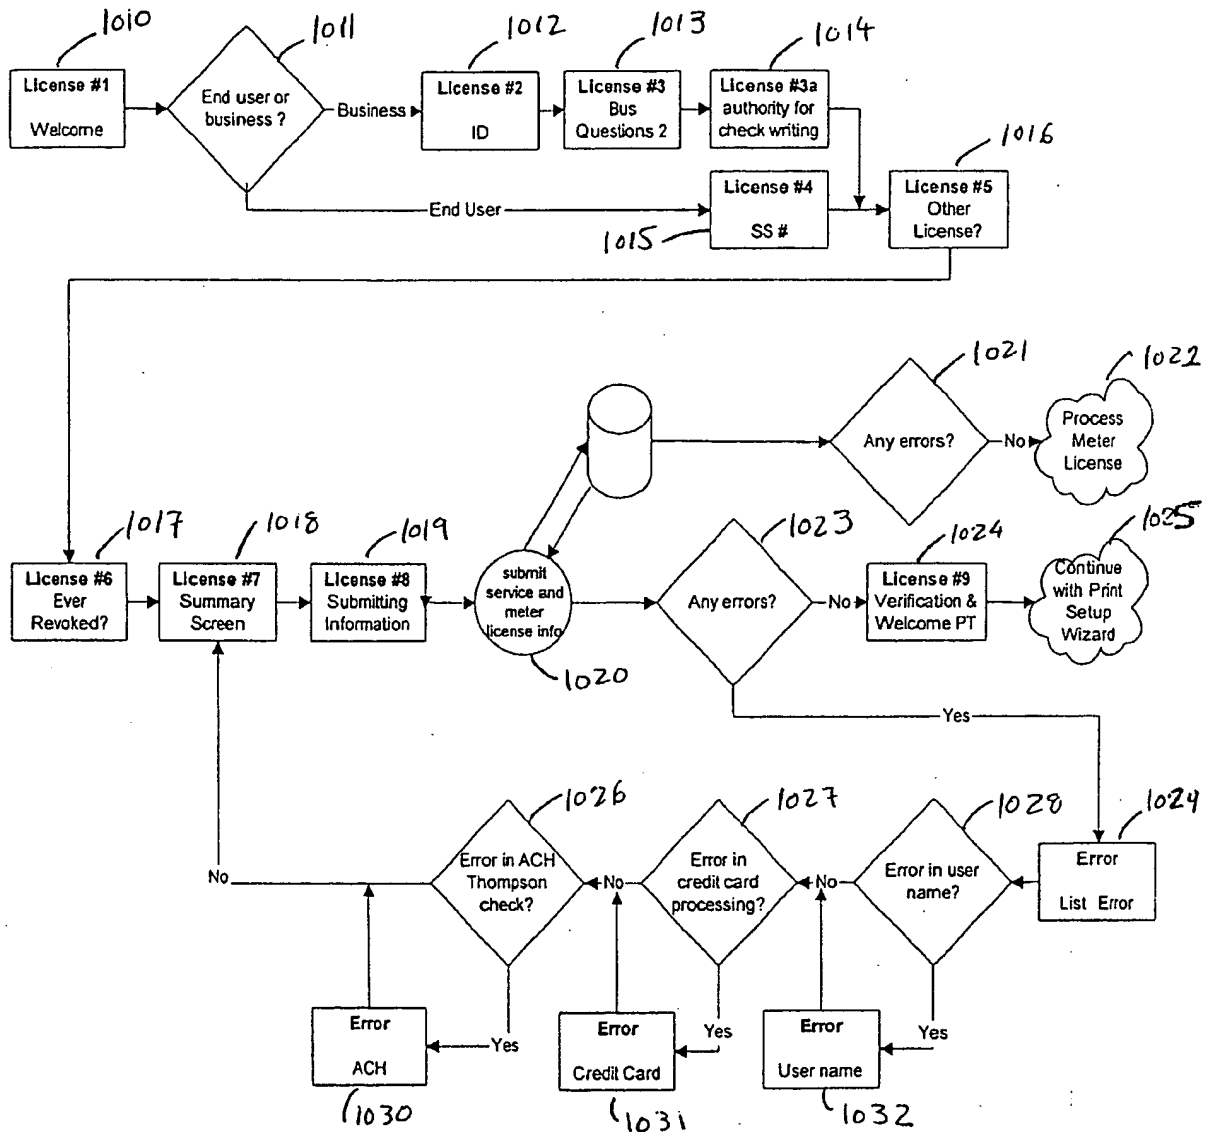 1010
1011
1012
1013
1014
License #1
Welcome
End user or
business ?
Business
License #2
ID
License #3
Bus
Questions 2
License #3a
authority for
check writing
1016
End User
License #4
SS #
1015
License #5
Other
License?
1021
1022
Any errors?
No
Process
Meter
License
1017
1018
1019
1023
1024
1025
License #6
Ever
Revoked?
License #7
Summary
Screen
License #8
Submitting
Information
submit
service and
meter
license info
1020
Any errors?
No
License #9
Verification &
Welcome PT
Continue
with Print
Setup
Wizard
Yes
1026
1027
1028
1029
No
Error in ACH
Thompson
check?
No
Error in
credit card
processing?
No
Error in user
name?
Error
List Error
Error
ACH
Yes
Error
Credit Card
Yes
Error
User name
Yes
1030
1031
1032